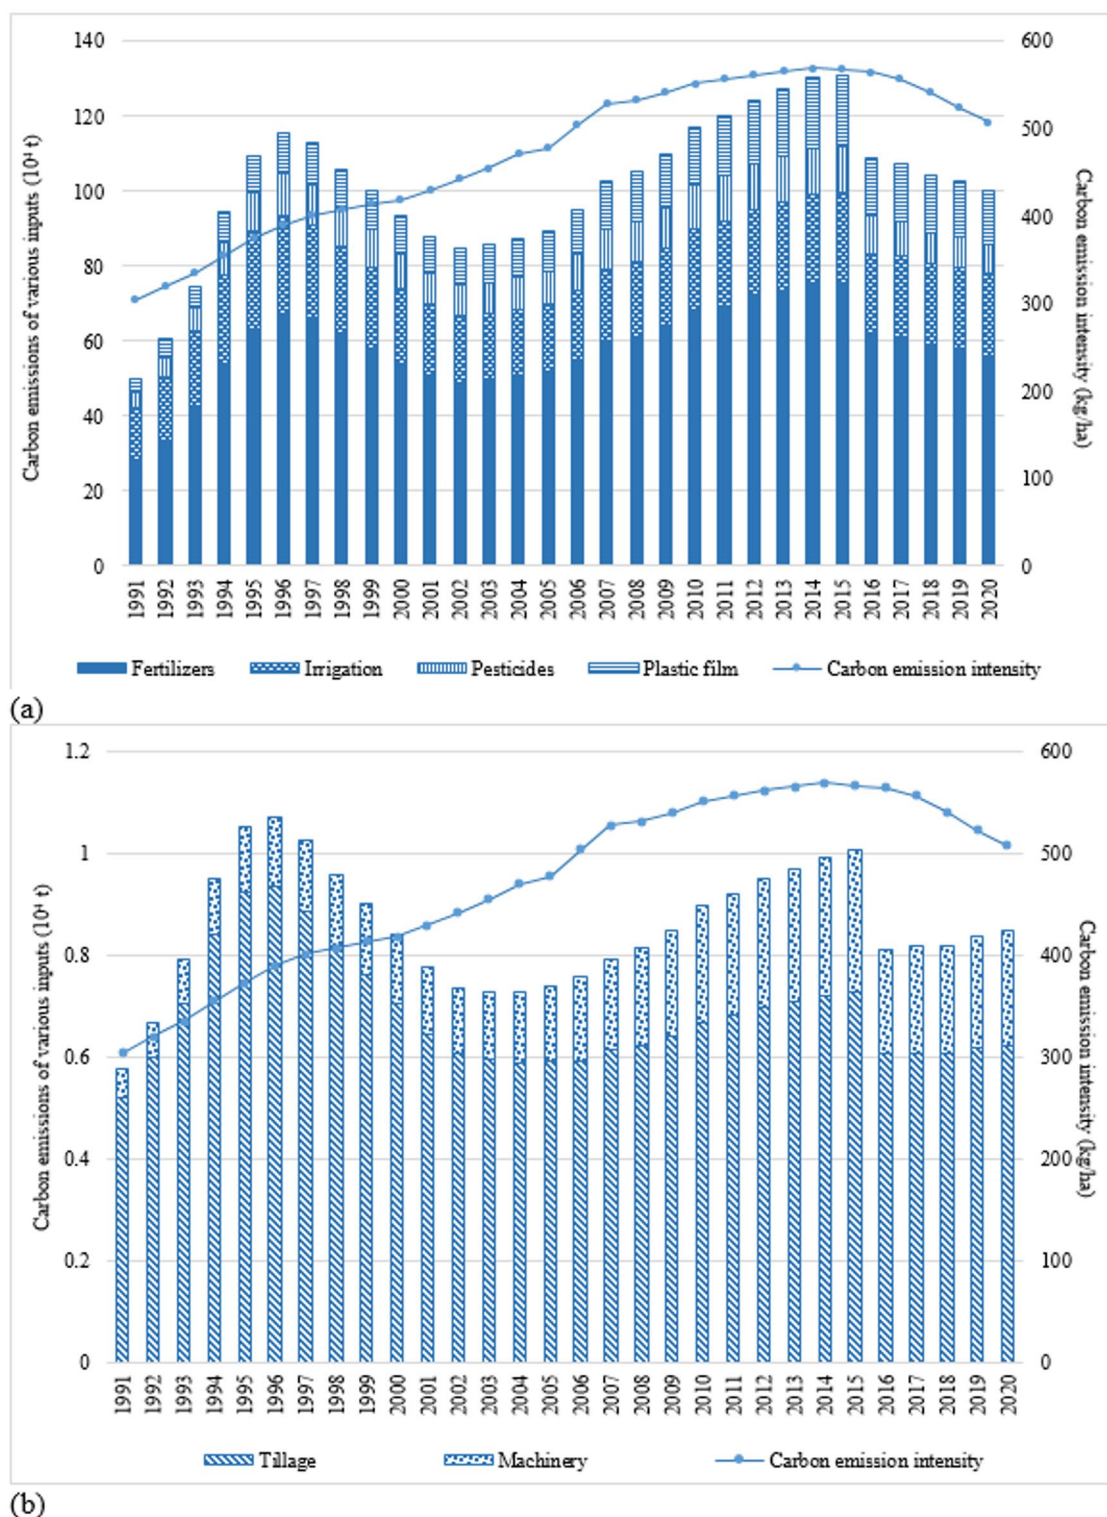 140
120
100
80
60
40
20
0
600
500
400
300
200
100
0
Carbon emissions of various inputs (10⁴ t)
Carbon emission intensity (kg/ha)
1991 1992 1993 1994 1995 1996 1997 1998 1999 2000 2001 2002 2003 2004 2005 2006 2007 2008 2009 2010 2011 2012 2013 2014 2015 2016 2017 2018 2019 2020
Fertilizers Irrigation Pesticides Plastic film Carbon emission intensity
(a)
1.2
1
0.8
0.6
0.4
0.2
0
600
500
400
300
200
100
0
Carbon emissions of various inputs (10⁴ t)
Carbon emission intensity (kg/ha)
1991 1992 1993 1994 1995 1996 1997 1998 1999 2000 2001 2002 2003 2004 2005 2006 2007 2008 2009 2010 2011 2012 2013 2014 2015 2016 2017 2018 2019 2020
Tillage Machinery Carbon emission intensity
(b)